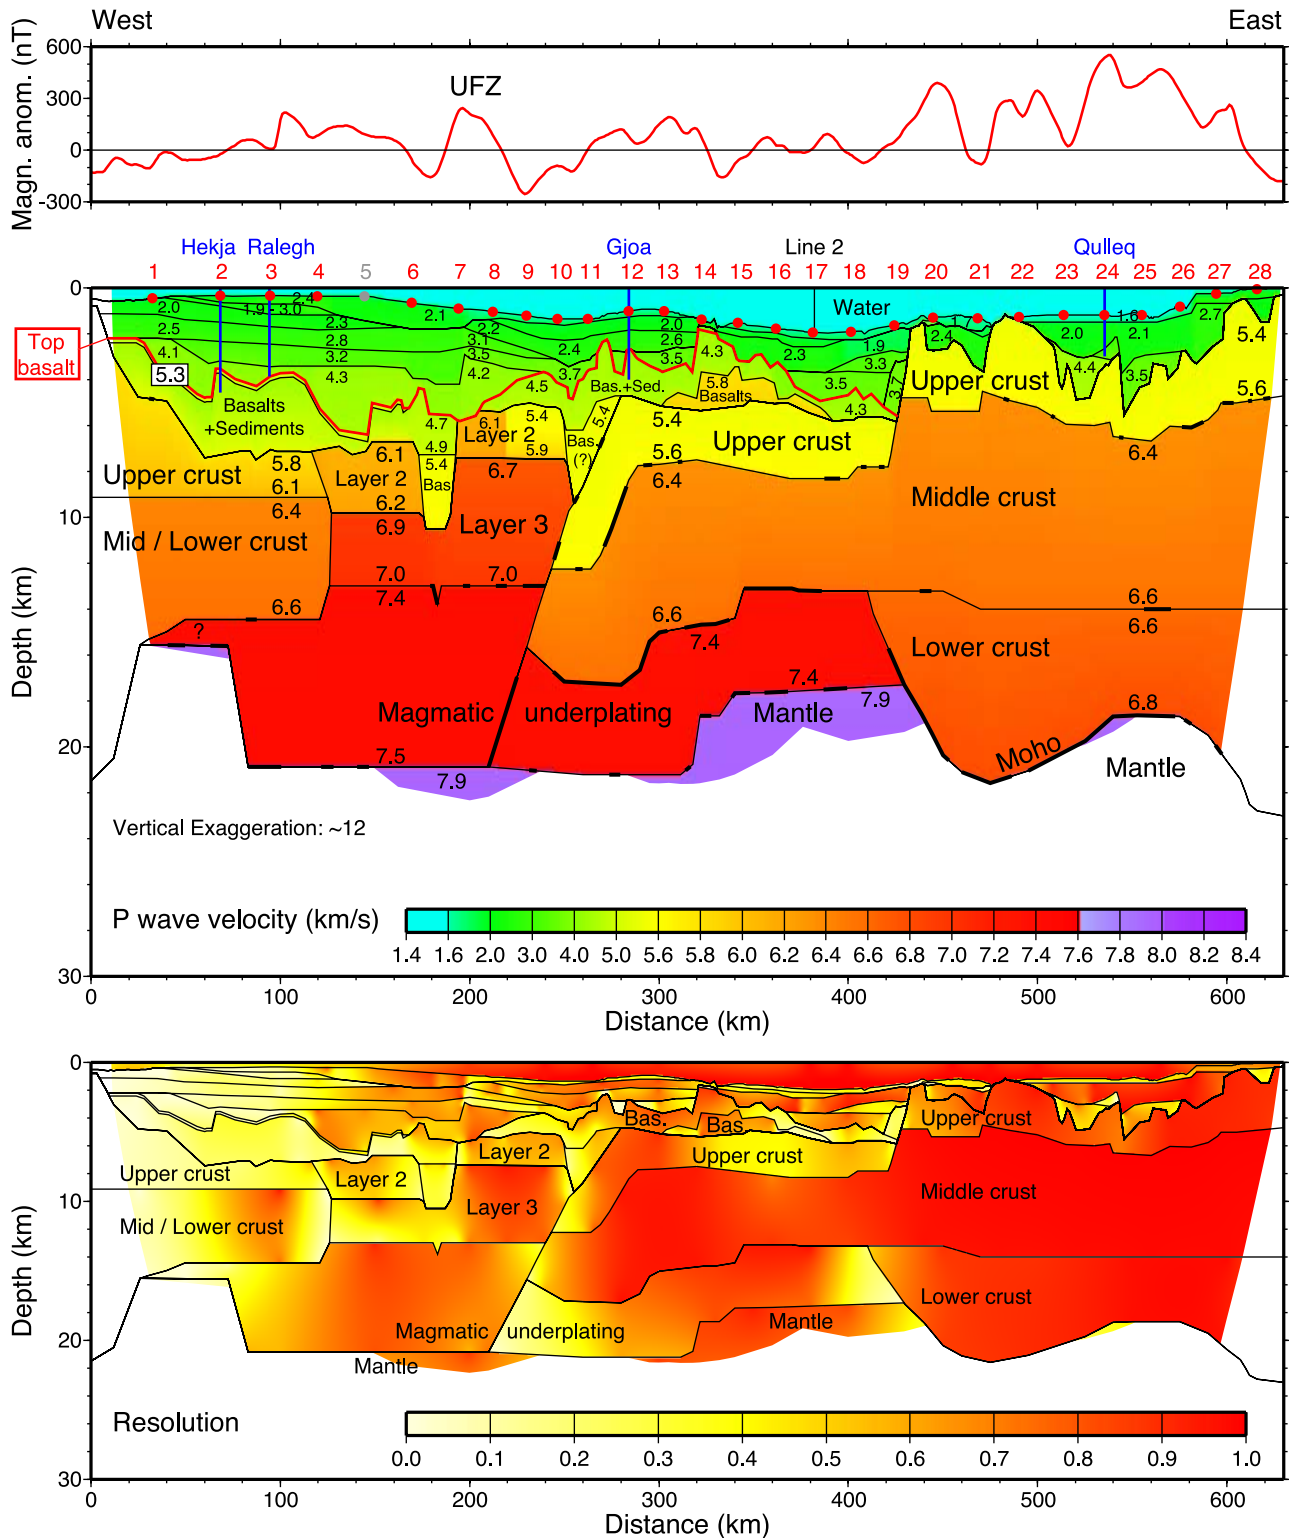 West East
Magn. anom. (nT)
600
300
0
-300
UFZ
Hekja Ralegh Gjoa Line 2 Qulleq
1 2 3 4 5 6 7 8 9 10 11 12 13 14 15 16 17 18 19 20 21 22 23 24 25 26 27 28
Top
basalt
Depth (km)
0
10
20
30
Water
2.0 1.9 - 3.0 2.4 2.1 2.2 2.0 1.9 1.6 2.7
2.5 2.3 2.8 3.1 2.4 2.6 2.3 3.3 2.4 2.0 2.1 5.4
4.1 3.2 3.5 3.7 3.5 4.3 3.5 3.7 4.4 3.5
5.3 4.3 4.2 4.5 Bas.+Sed. 5.8 Upper crust 5.6
Basalts
+Sediments
Basalts
4.7 6.1 5.4 5.4 5.4 4.3
4.9 Layer 2 5.9 Bas. (?) 5.6 Upper crust 6.4
Upper crust 5.8 6.1 5.4 6.7 6.4
6.1 Layer 2 Bas
6.4 6.2 Middle crust
Mid / Lower crust 6.9 Layer 3
7.0 7.0
7.4
6.6 6.6 6.6
? 7.4 6.6
Lower crust
7.4
Magmatic underplating Mantle 7.9 6.8
7.5 Moho
7.9 Mantle
Vertical Exaggeration: ~12
P wave velocity (km/s)
1.4 1.6 2.0 3.0 4.0 5.0 5.6 5.8 6.0 6.2 6.4 6.6 6.8 7.0 7.2 7.4 7.6 7.8 8.0 8.2 8.4
0 100 200 300 400 500 600
Distance (km)
Depth (km)
0
10
20
30
Bas. Bas. Upper crust
Upper crust Layer 2 Layer 2 Upper crust
Mid / Lower crust Layer 3 Middle crust
Lower crust
Magmatic underplating Mantle
Mantle
Resolution
0.0 0.1 0.2 0.3 0.4 0.5 0.6 0.7 0.8 0.9 1.0
0 100 200 300 400 500 600
Distance (km)